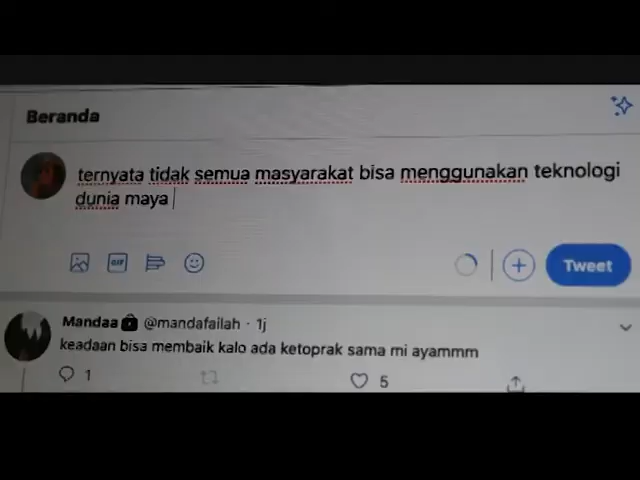 Beranda
ternyata tidak semua masyarakat bisa menggunakan teknologi
dunia maya
GIF
Tweet
Mandaa @mandafailah · 1j
keadaan bisa membaik kalo ada ketoprak sama mi ayammm
1
5